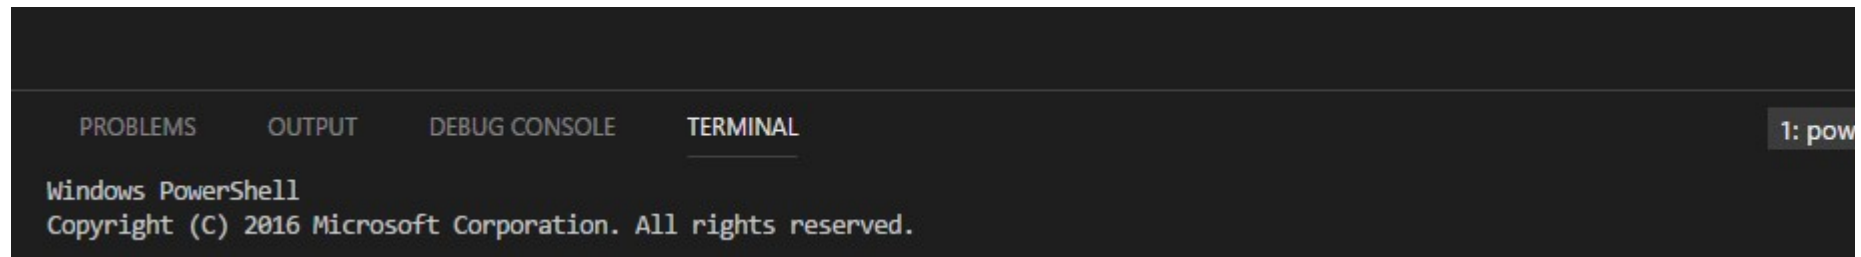 PROBLEMS OUTPUT DEBUG CONSOLE TERMINAL 1: pow
Windows PowerShell
Copyright (C) 2016 Microsoft Corporation. All rights reserved.